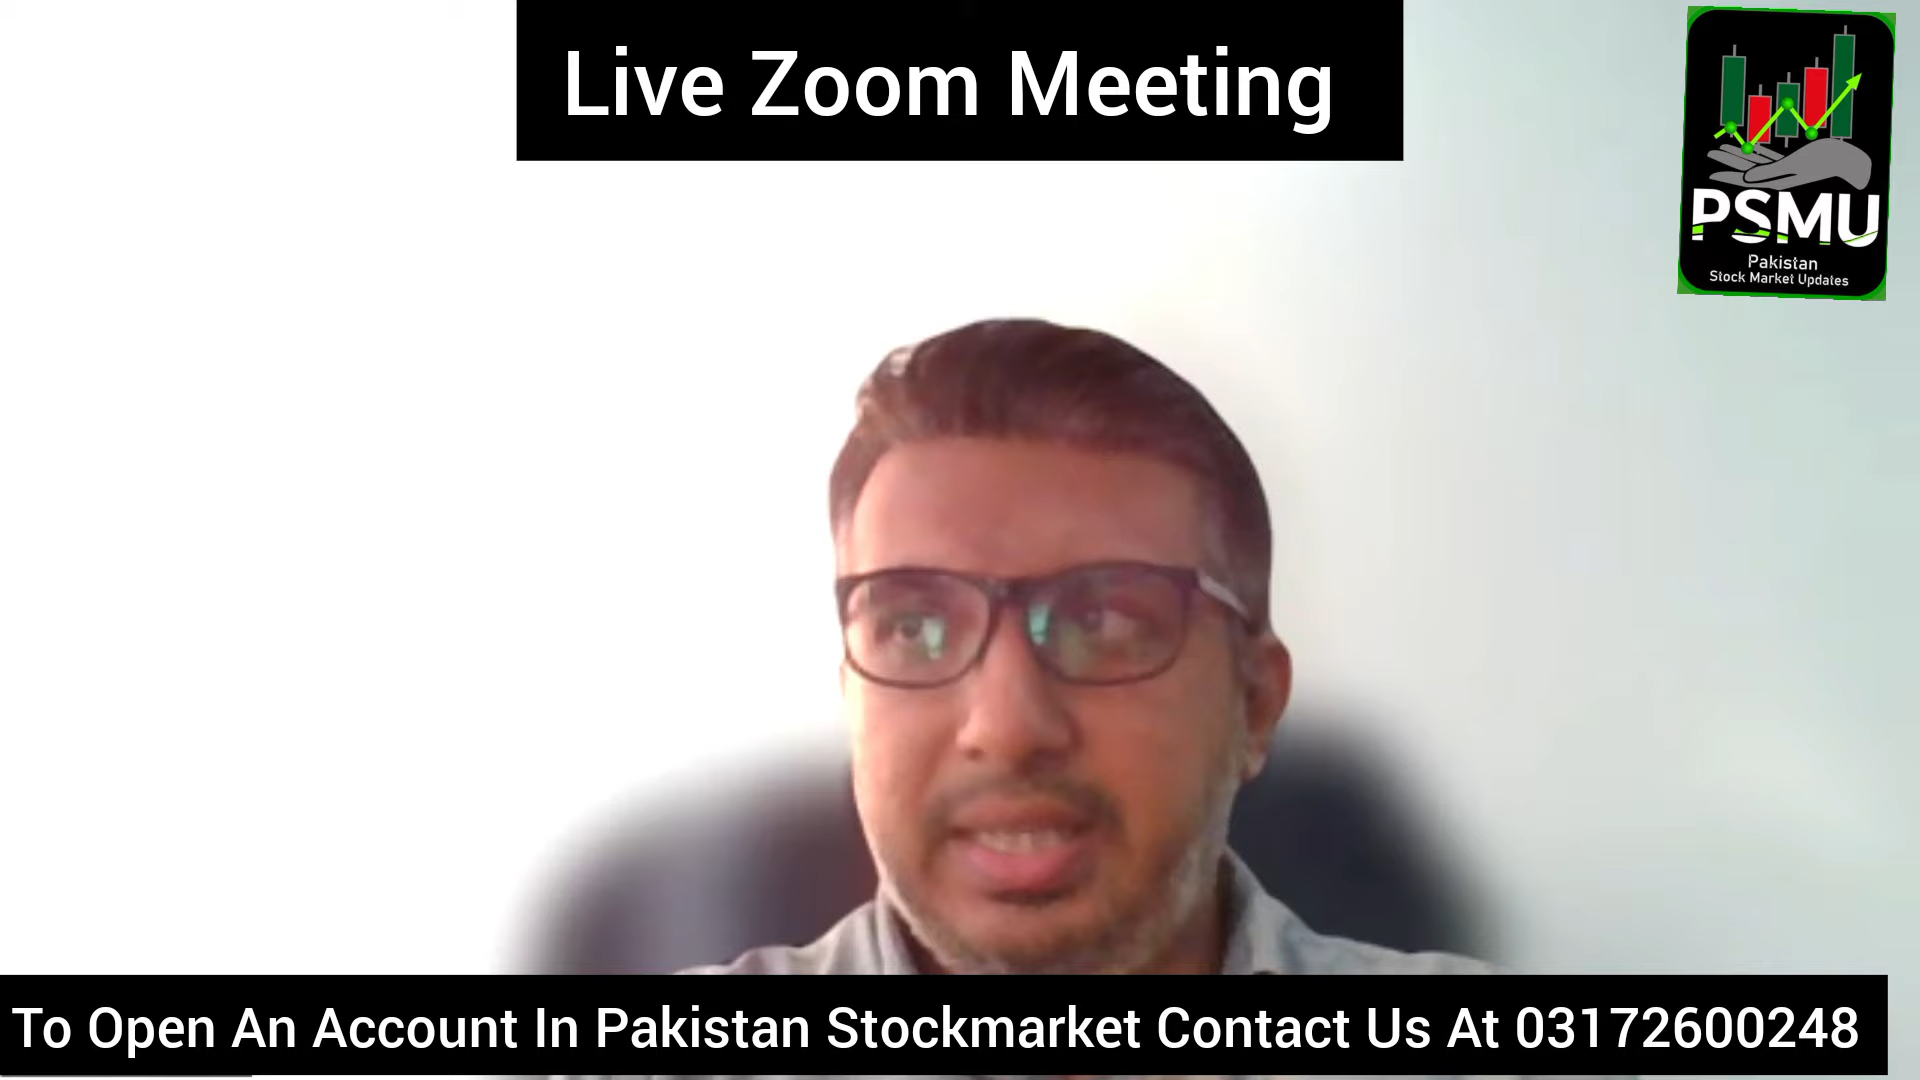 Live Zoom Meeting
PSMU
Pakistan
Stock Market Updates
To Open An Account In Pakistan Stockmarket Contact Us At 03172600248